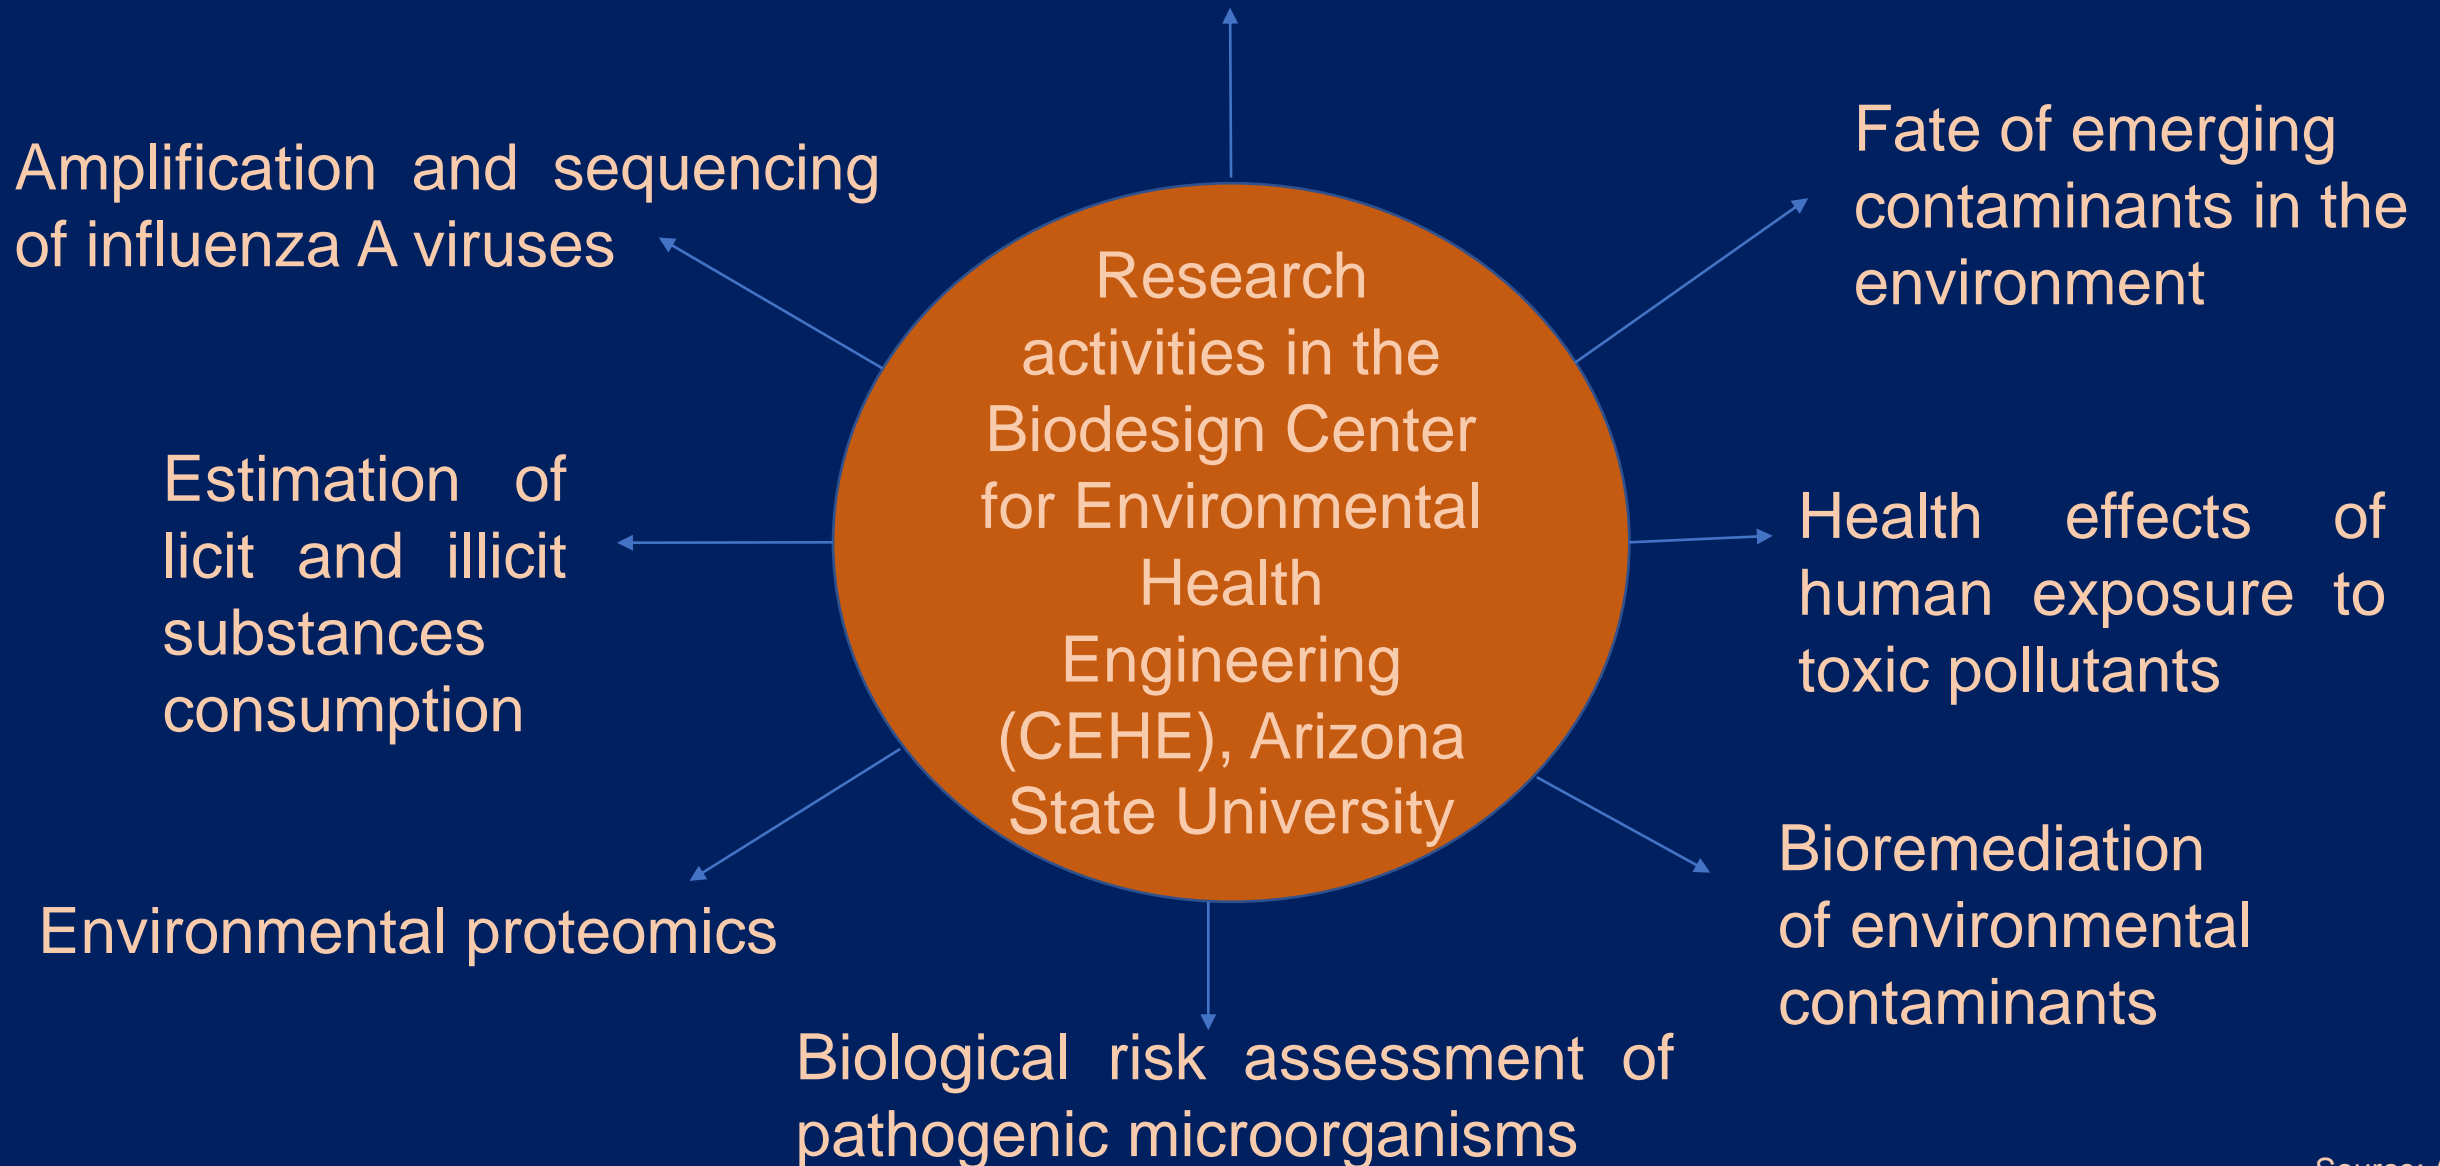 Amplification and sequencing
of influenza A viruses
Fate of emerging
contaminants in the
environment
Research
activities in the
Biodesign Center
for Environmental
Health
Engineering
(CEHE), Arizona
State University
Estimation of
licit and illicit
substances
consumption
Health effects of
human exposure to
toxic pollutants
Environmental proteomics
Bioremediation
of environmental
contaminants
Biological risk assessment of
pathogenic microorganisms
Source: